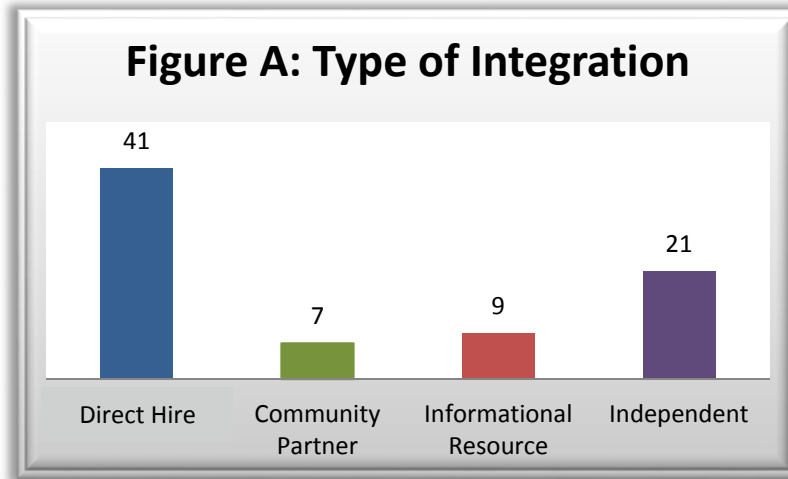 Figure A: Type of Integration
41
7
9
21
Direct Hire
Community
Partner
Informational
Resource
Independent